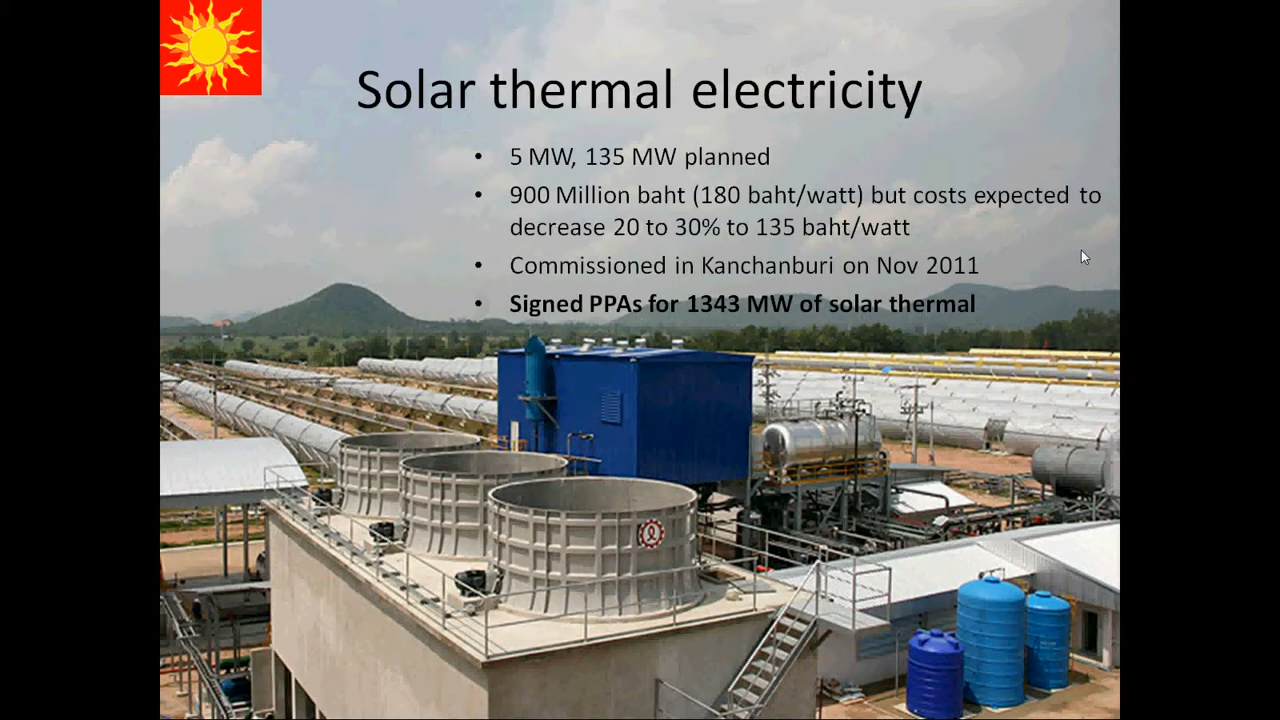 Solar thermal electricity
• 5 MW, 135 MW planned
• 900 Million baht (180 baht/watt) but costs expected to
decrease 20 to 30% to 135 baht/watt
• Commissioned in Kanchanburi on Nov 2011
• Signed PPAs for 1343 MW of solar thermal